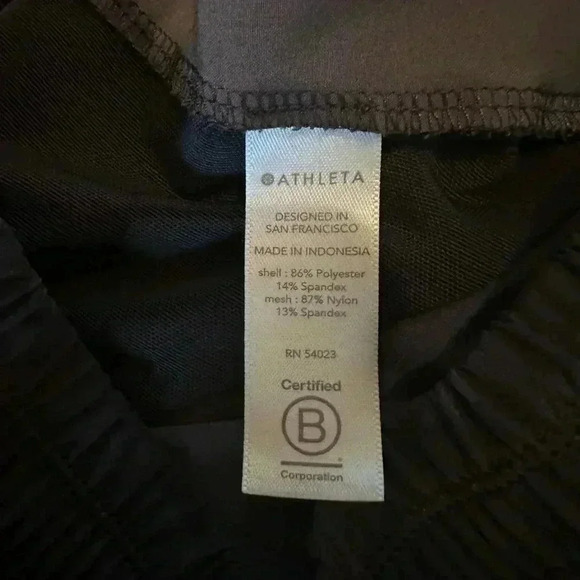 ATHLETA
DESIGNED IN
SAN FRANCISCO
MADE IN INDONESIA
shell : 86% Polyester
14% Spandex
mesh : 87% Nylon
13% Spandex
RN 54023
Certified
B
Corporation